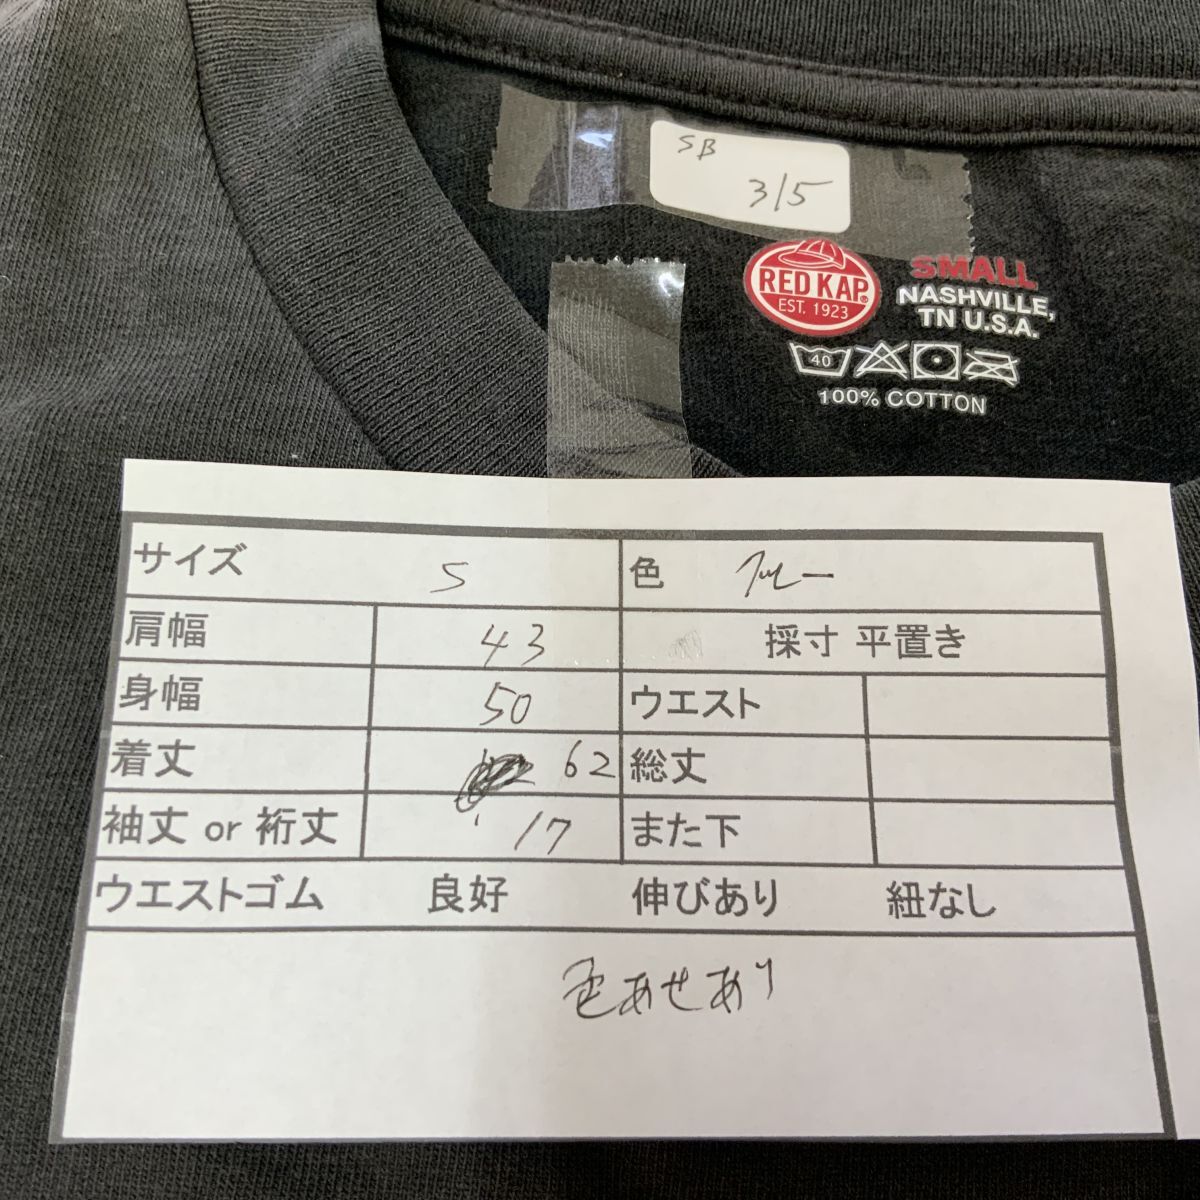 SB
3/5
RED KAP®
EST. 1923
SMALL
NASHVILLE,
TN U.S.A.
40
100% COTTON
サイズ S 色
肩幅 43 採寸 平置き
身幅 50 ウエスト
着丈 62 総丈
袖丈 or 裄丈 17 また下
ウエストゴム 良好 伸びあり 紐なし
色あせあり